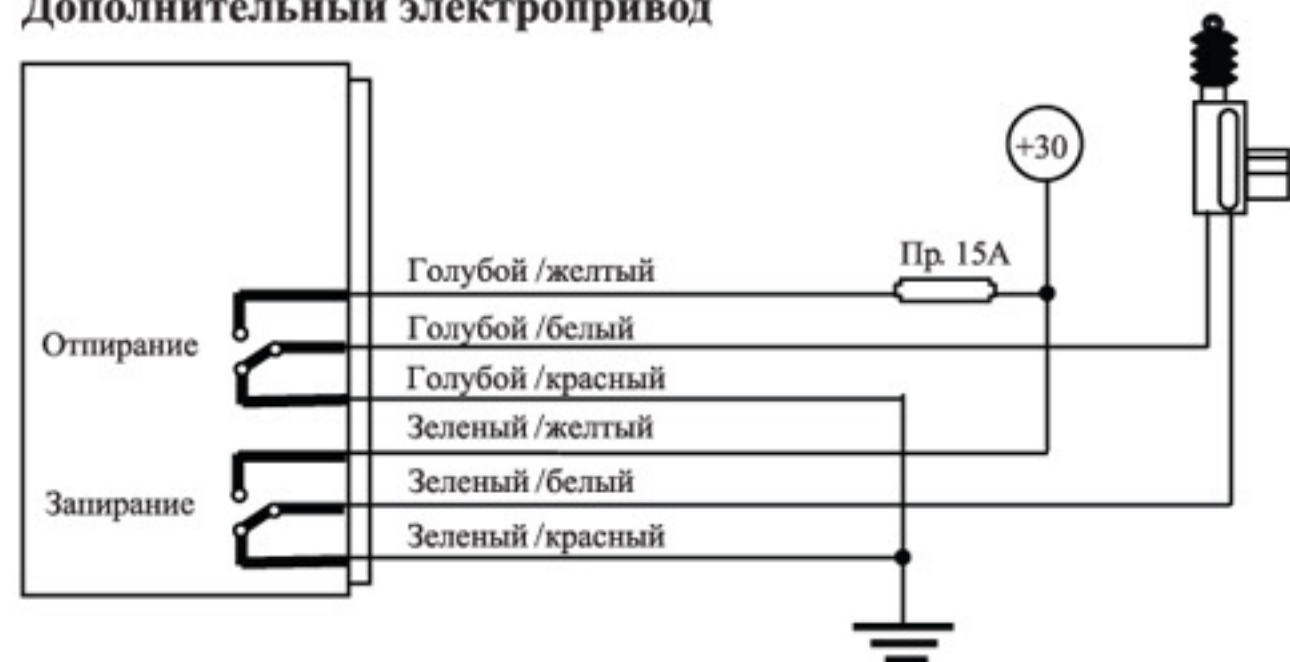 Дополнительный электропривод
+30
Пр. 15А
Голубой /желтый
Отпирание
Голубой /белый
Голубой /красный
Зеленый /желтый
Запирание
Зеленый /белый
Зеленый /красный